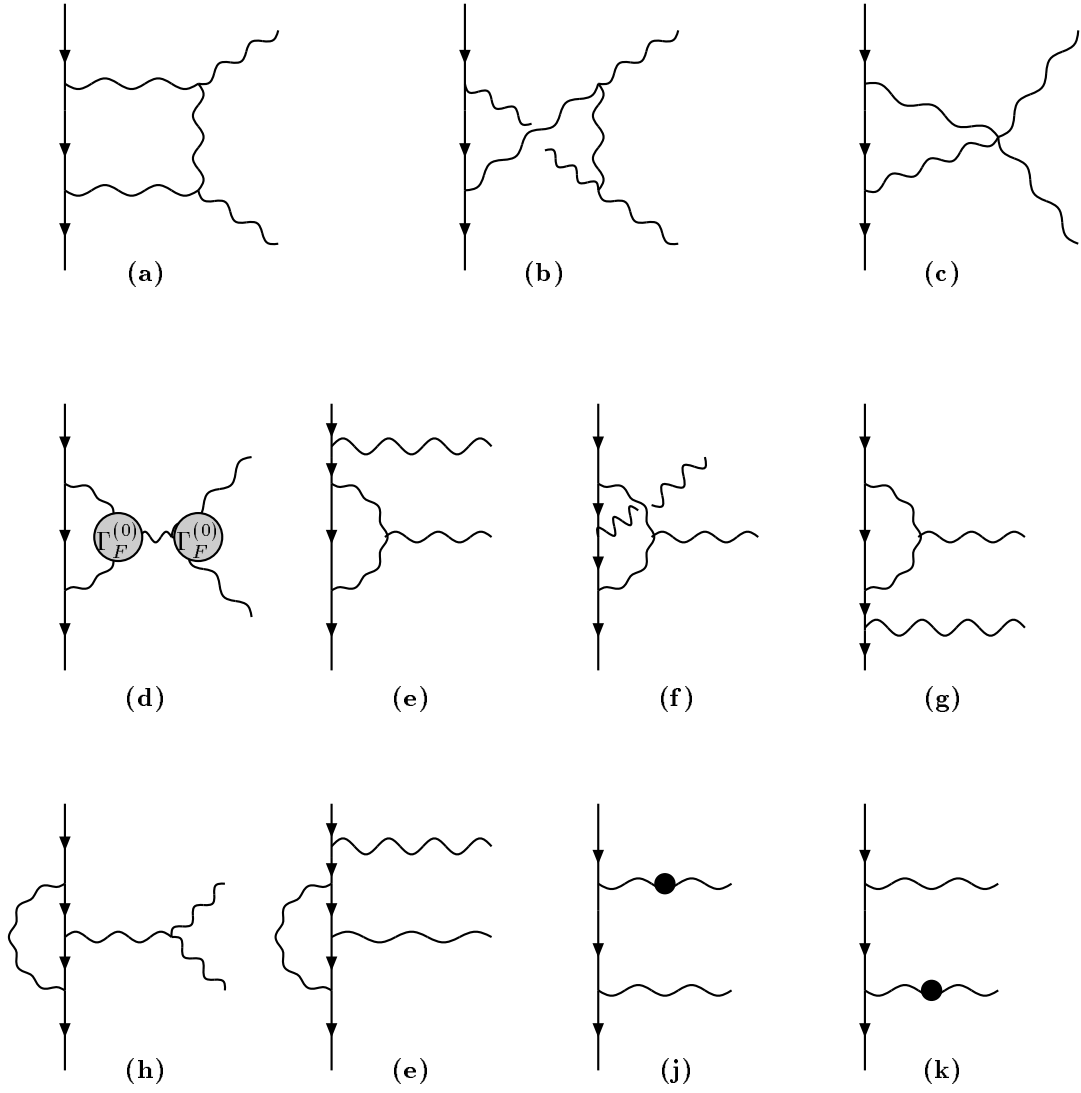 (a) (b) (c)
Γ_F^{(0)} Γ_F^{(0)}
(d) (e) (f) (g)
(h) (e) (j) (k)